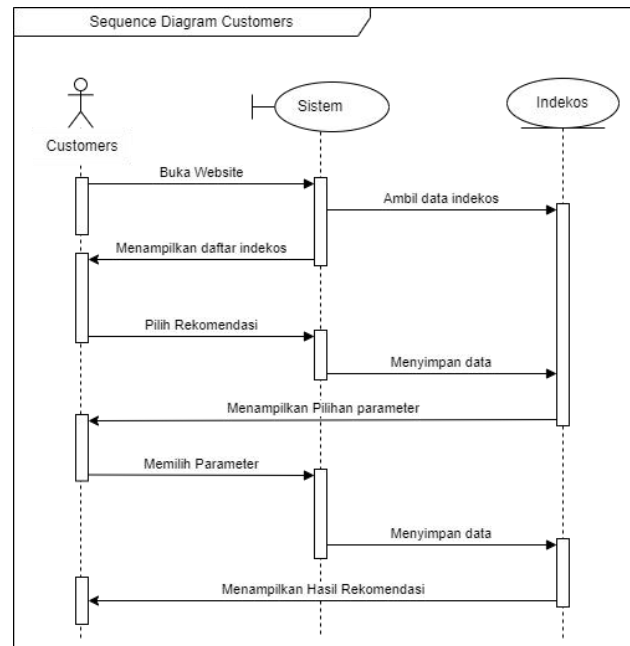 Sequence Diagram Customers
Sistem
Indekos
Customers
Buka Website
Ambil data indekos
Menampilkan daftar indekos
Pilih Rekomendasi
Menyimpan data
Menampilkan Pilihan parameter
Memilih Parameter
Menyimpan data
Menampilkan Hasil Rekomendasi